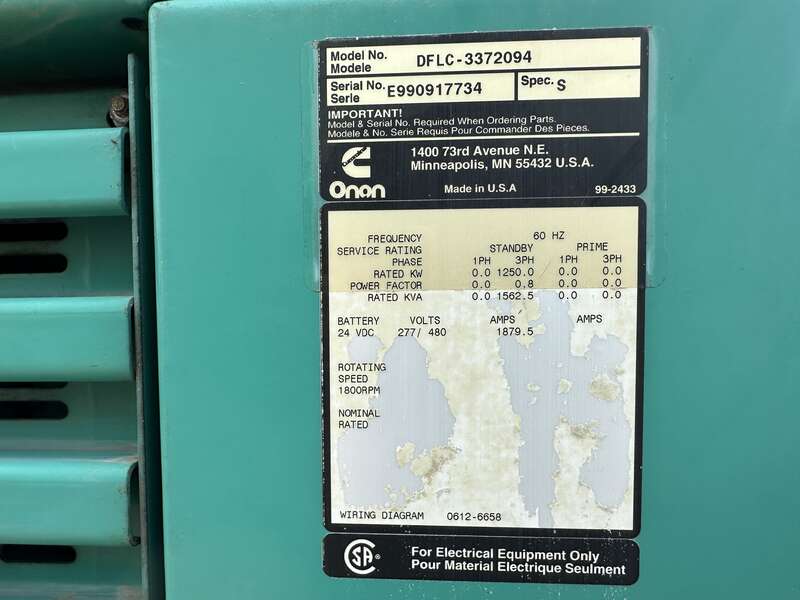 Model No. DFLC-3372094
Modele
Serial No. E990917734 Spec. S
Serie
IMPORTANT!
Model & Serial No. Required When Ordering Parts.
Modele & No. Serie Requis Pour Commander Des Pieces.
1400 73rd Avenue N.E.
Minneapolis, MN 55432 U.S.A.
Onan
Made in U.S.A
99-2433
FREQUENCY 60 HZ
SERVICE RATING STANDBY PRIME
PHASE 1PH 3PH 1PH 3PH
RATED KW 0.0 1250.0 0.0 0.0
POWER FACTOR 0.0 0.8 0.0 0.0
RATED KVA 0.0 1562.5 0.0 0.0
BATTERY VOLTS AMPS AMPS
24 VDC 277/ 480 1879.5
ROTATING
SPEED
1800RPM
NOMINAL
RATED
WIRING DIAGRAM 0612-6658
CSA ®
For Electrical Equipment Only
Pour Material Electrique Seulment